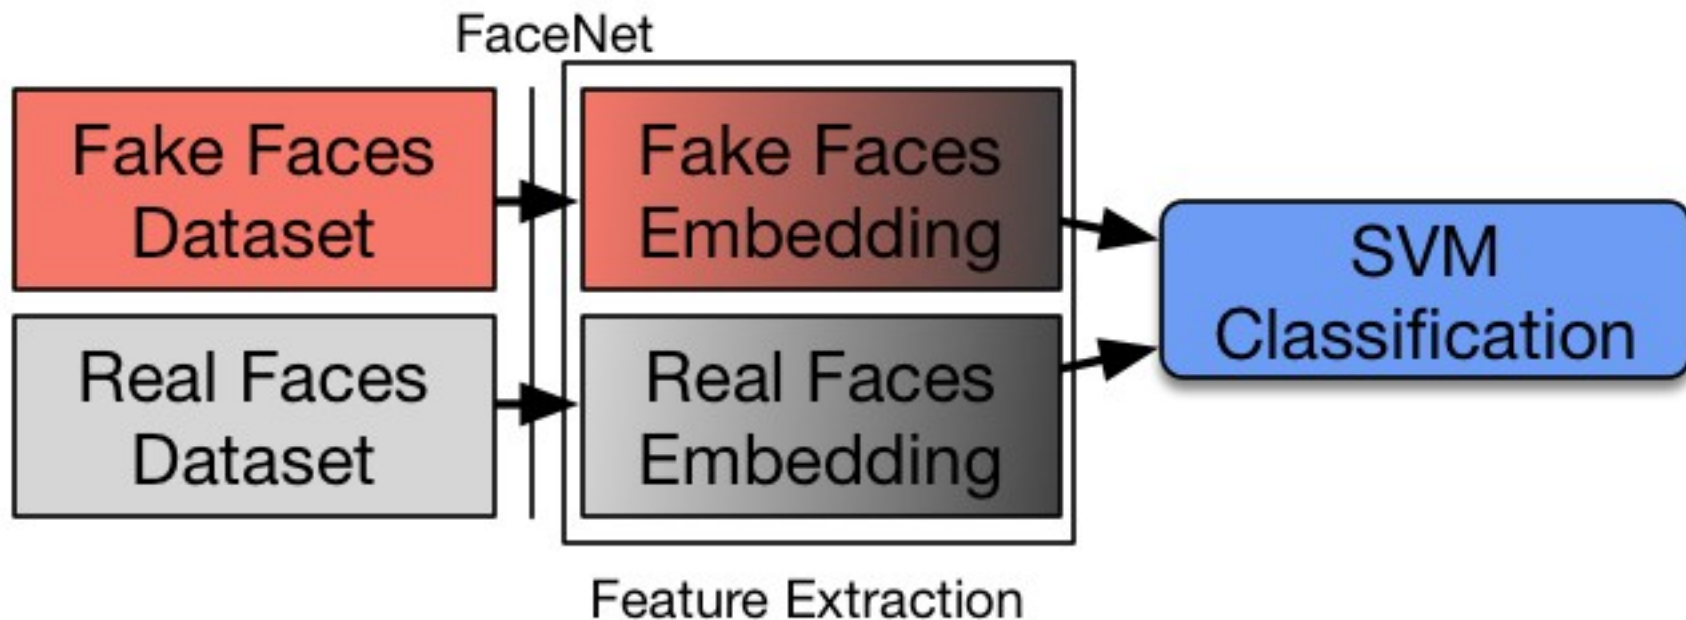 FaceNet
Fake Faces
Dataset
Fake Faces
Embedding
Real Faces
Dataset
Real Faces
Embedding
SVM
Classification
Feature Extraction